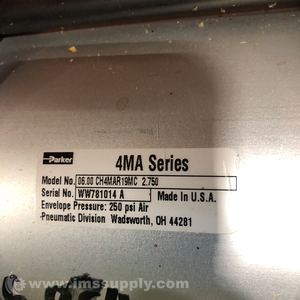 Parker
4MA Series
Model No. 06.00 CH4MAR19MC 2.750
Serial No. WW781014 A
Made In U.S.A.
Envelope Pressure: 250 psi Air
Pneumatic Division Wadsworth, OH 44281
www.imssupply.com